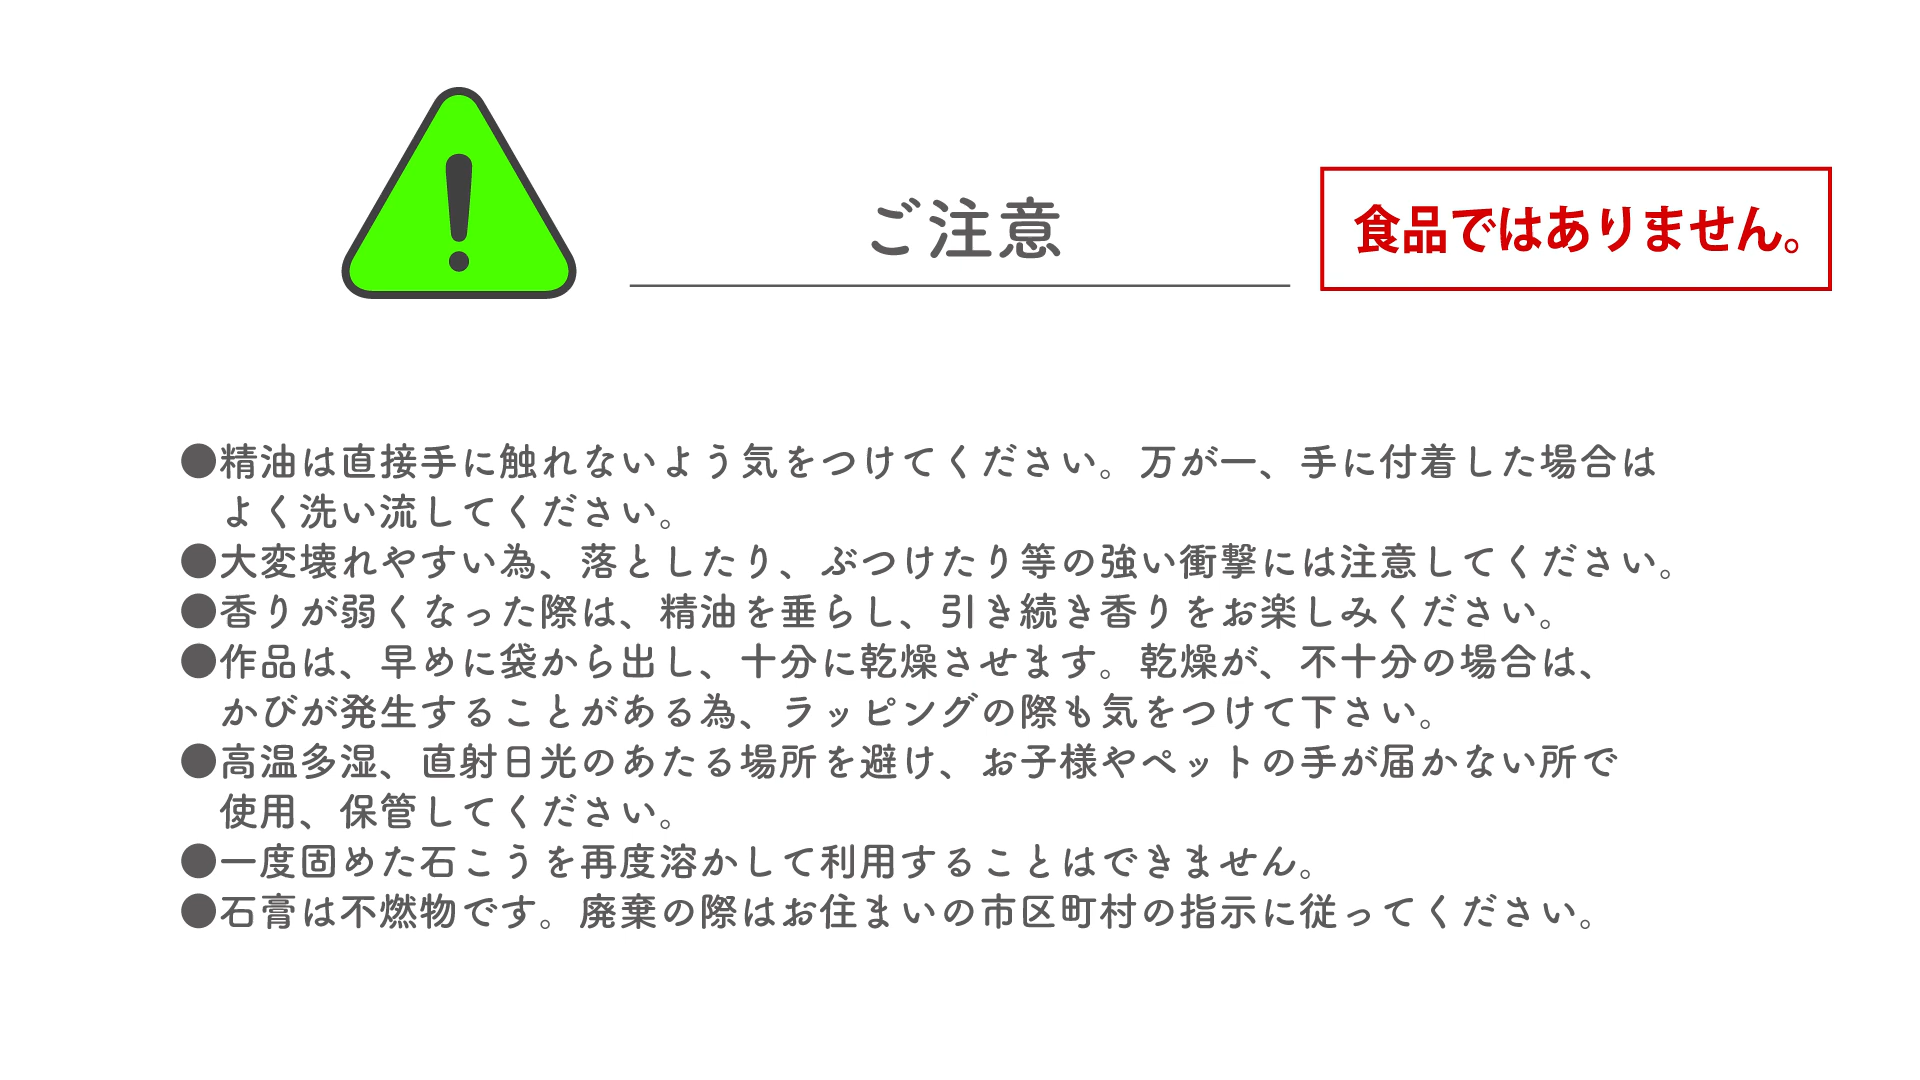 ご注意
食品ではありません。
●精油は直接手に触れないよう気をつけてください。万が一、手に付着した場合は
よく洗い流してください。
●大変壊れやすい為、落としたり、ぶつけたり等の強い衝撃には注意してください。
●香りが弱くなった際は、精油を垂らし、引き続き香りをお楽しみください。
●作品は、早めに袋から出し、十分に乾燥させます。乾燥が、不十分の場合は、
かびが発生することがある為、ラッピングの際も気をつけて下さい。
●高温多湿、直射日光のあたる場所を避け、お子様やペットの手が届かない所で
使用、保管してください。
●一度固めた石こうを再度溶かして利用することはできません。
●石膏は不燃物です。廃棄の際はお住まいの市区町村の指示に従ってください。